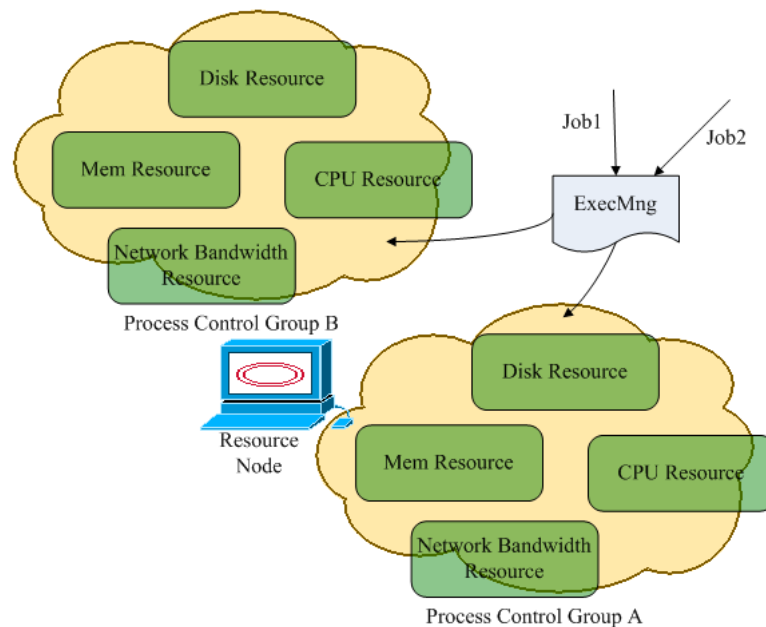 Disk Resource
Mem Resource
CPU Resource
Network Bandwidth
Resource
Process Control Group B
Job1
Job2
ExecMng
Resource
Node
Disk Resource
Mem Resource
CPU Resource
Network Bandwidth
Resource
Process Control Group A